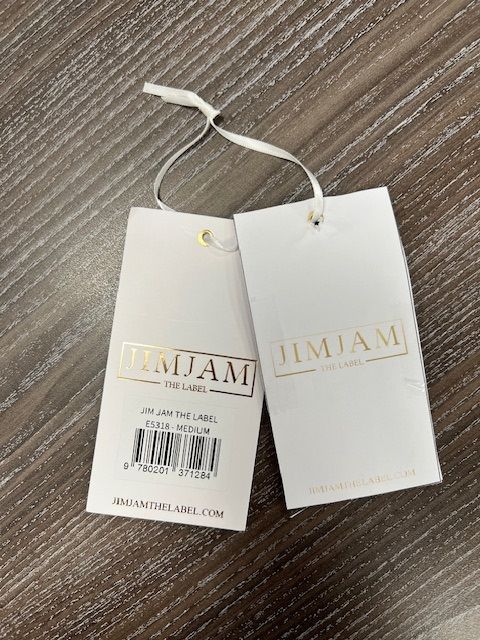 JIMJAM
THE LABEL
JIM JAM THE LABEL
E5318 - MEDIUM
9 780201 371284
JIMJAMTHELABEL.COM
JIMJAM
THE LABEL
JIMJAMTHELABEL.COM